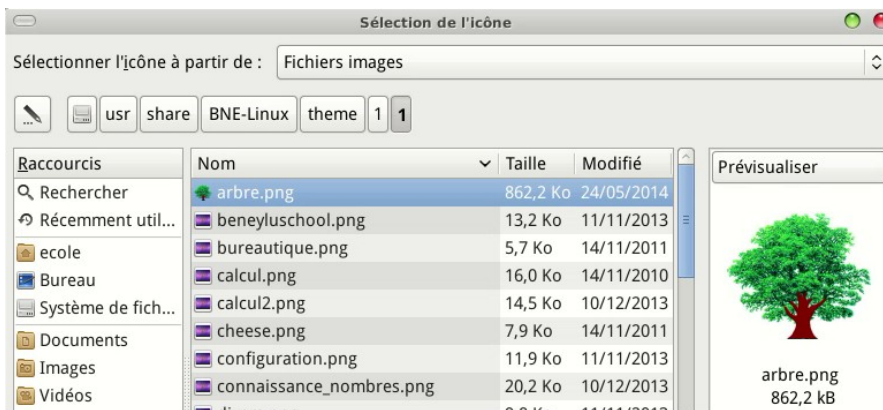 Sélection de l'icône
Sélectionner l'icône à partir de : Fichiers images
usr share BNE-Linux theme 1 1
Raccourcis
Rechercher
Récemment util...
ecole
Bureau
Système de fich...
Documents
Images
Vidéos
Nom Taille Modifié
arbre.png 862,2 Ko 24/05/2014
beneyluschool.png 13,2 Ko 11/11/2013
bureautique.png 5,7 Ko 14/11/2011
calcul.png 16,0 Ko 14/11/2010
calcul2.png 14,5 Ko 10/12/2013
cheese.png 7,9 Ko 14/11/2011
configuration.png 11,9 Ko 11/11/2013
connaissance_nombres.png 20,2 Ko 10/12/2013
Prévisualiser
arbre.png
862,2 kB